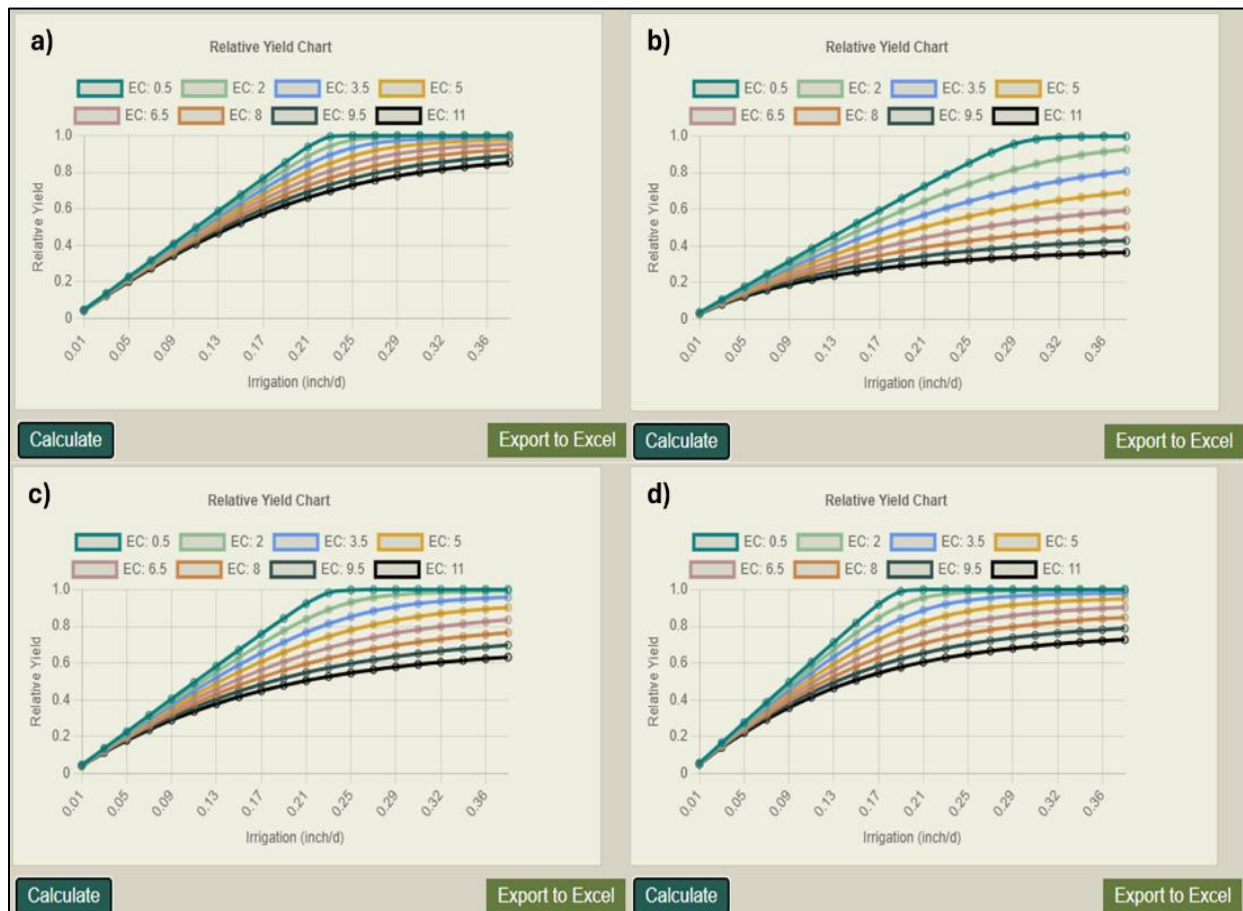 a)
Relative Yield Chart
EC: 0.5 EC: 2 EC: 3.5 EC: 5
EC: 6.5 EC: 8 EC: 9.5 EC: 11
1.0
0.8
0.6
0.4
0.2
0
Relative Yield
0.01 0.05 0.09 0.13 0.17 0.21 0.25 0.29 0.32 0.36
Irrigation (inch/d)
Calculate
Export to Excel
b)
Relative Yield Chart
EC: 0.5 EC: 2 EC: 3.5 EC: 5
EC: 6.5 EC: 8 EC: 9.5 EC: 11
1.0
0.8
0.6
0.4
0.2
0
Relative Yield
0.01 0.05 0.09 0.13 0.17 0.21 0.25 0.29 0.32 0.36
Irrigation (inch/d)
Calculate
Export to Excel
c)
Relative Yield Chart
EC: 0.5 EC: 2 EC: 3.5 EC: 5
EC: 6.5 EC: 8 EC: 9.5 EC: 11
1.0
0.8
0.6
0.4
0.2
0
Relative Yield
0.01 0.05 0.09 0.13 0.17 0.21 0.25 0.29 0.32 0.36
Irrigation (inch/d)
Calculate
Export to Excel
d)
Relative Yield Chart
EC: 0.5 EC: 2 EC: 3.5 EC: 5
EC: 6.5 EC: 8 EC: 9.5 EC: 11
1.0
0.8
0.6
0.4
0.2
0
Relative Yield
0.01 0.05 0.09 0.13 0.17 0.21 0.25 0.29 0.32 0.36
Irrigation (inch/d)
Calculate
Export to Excel